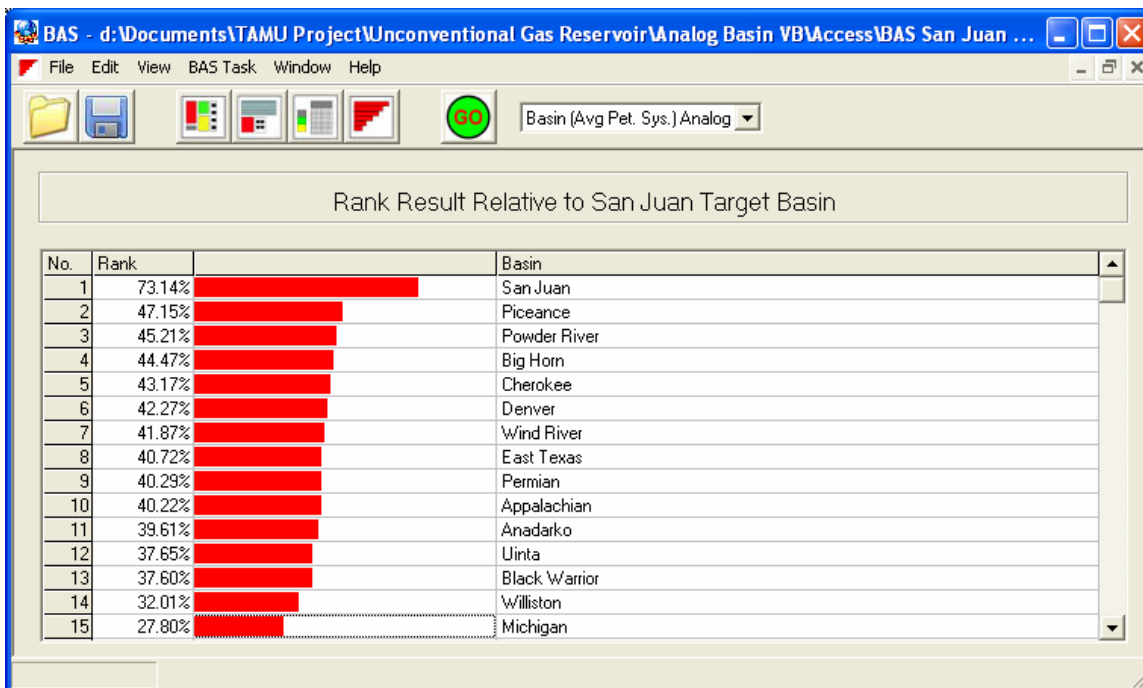 BAS - d:\Documents\TAMU Project\Unconventional Gas Reservoir\Analog Basin VB\Access\BAS San Juan ...
File Edit View BAS Task Window Help
GO Basin (Avg Pet. Sys.) Analog
Rank Result Relative to San Juan Target Basin
No. Rank Basin
1 73.14% San Juan
2 47.15% Piceance
3 45.21% Powder River
4 44.47% Big Horn
5 43.17% Cherokee
6 42.27% Denver
7 41.87% Wind River
8 40.72% East Texas
9 40.29% Permian
10 40.22% Appalachian
11 39.61% Anadarko
12 37.65% Uinta
13 37.60% Black Warrior
14 32.01% Williston
15 27.80% Michigan